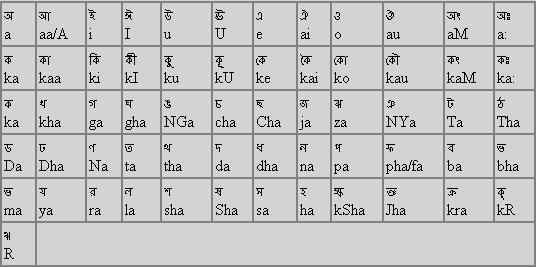 অ আ ই ঈ উ ঊ এ ঐ ও ঔ অং অঃ
a aa/A i I u U e ai o au aM a:
ক কা কি কী কু কূ কে কৈ কো কৌ কং কঃ
ka kaa ki kI ku kU ke kai ko kau kaM ka:
ক খ গ ঘ ঙ চ ছ জ ঝ ঞ ট ঠ
ka kha ga gha NGa cha Cha ja za NYa Ta Tha
ড ঢ ণ ত থ দ ধ ন প ফ ব ভ
Da Dha Na ta tha da dha na pa pha/fa ba bha
ভ য র ল শ ষ স হ ক্ষ জ্ঞ ক্র কৃ
ma ya ra la sha Sha sa ha kSha Jha kra kR
ঋ
R